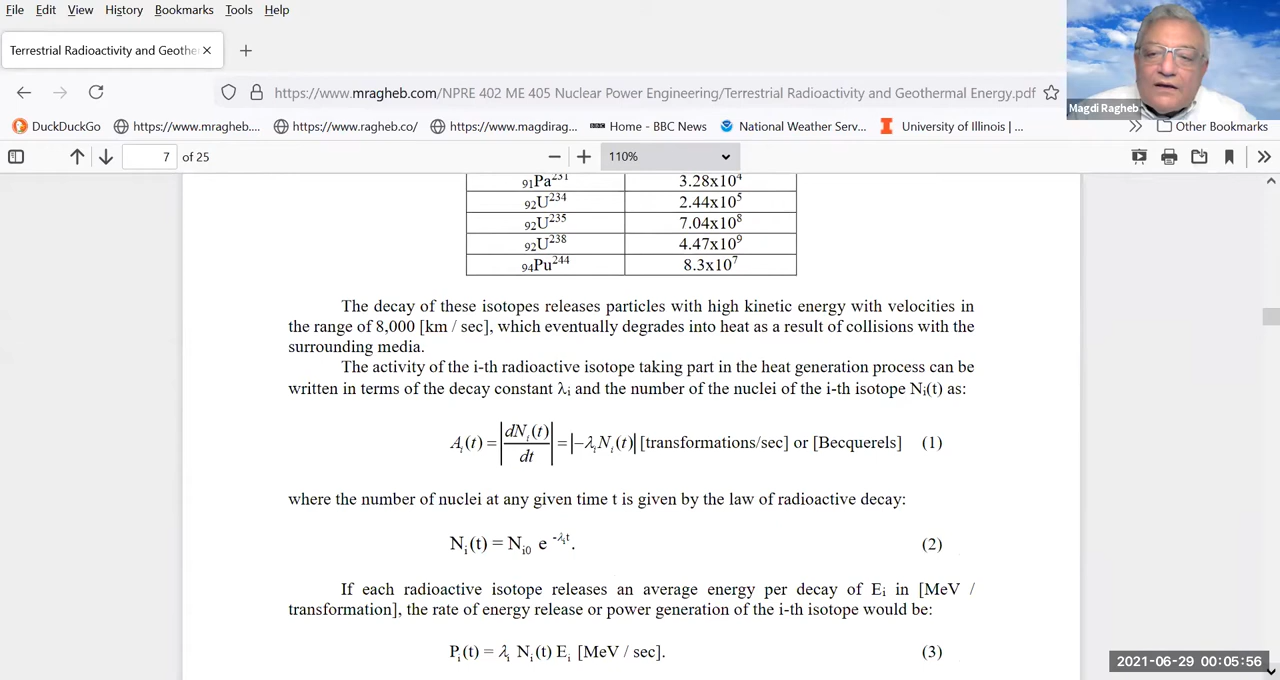 File Edit View History Bookmarks Tools Help
Terrestrial Radioactivity and Geothe
https://www.mragheb.com/NPRE 402 ME 405 Nuclear Power Engineering/Terrestrial Radioactivity and Geothermal Energy.pdf
Magdi Ragheb
DuckDuckGo https://www.mragheb.... https://www.ragheb.co/ https://www.magdirag... Home - BBC News National Weather Serv... University of Illinois |... Other Bookmarks
7 of 25 110%
₉₁Pa²³¹ 3.28x10⁴
₉₂U²³⁴ 2.44x10⁵
₉₂U²³⁵ 7.04x10⁸
₉₂U²³⁸ 4.47x10⁹
₉₄Pu²⁴⁴ 8.3x10⁷
The decay of these isotopes releases particles with high kinetic energy with velocities in
the range of 8,000 [km / sec], which eventually degrades into heat as a result of collisions with the
surrounding media.
The activity of the i-th radioactive isotope taking part in the heat generation process can be
written in terms of the decay constant λᵢ and the number of the nuclei of the i-th isotope Nᵢ(t) as:
Aᵢ(t) = |dNᵢ(t)/dt| = |−λᵢNᵢ(t)| [transformations/sec] or [Becquerels] (1)
where the number of nuclei at any given time t is given by the law of radioactive decay:
Nᵢ(t) = Nᵢ₀ e^-λᵢt. (2)
If each radioactive isotope releases an average energy per decay of Eᵢ in [MeV /
transformation], the rate of energy release or power generation of the i-th isotope would be:
Pᵢ(t) = λᵢ Nᵢ(t) Eᵢ [MeV / sec]. (3)
2021-06-29 00:05:56